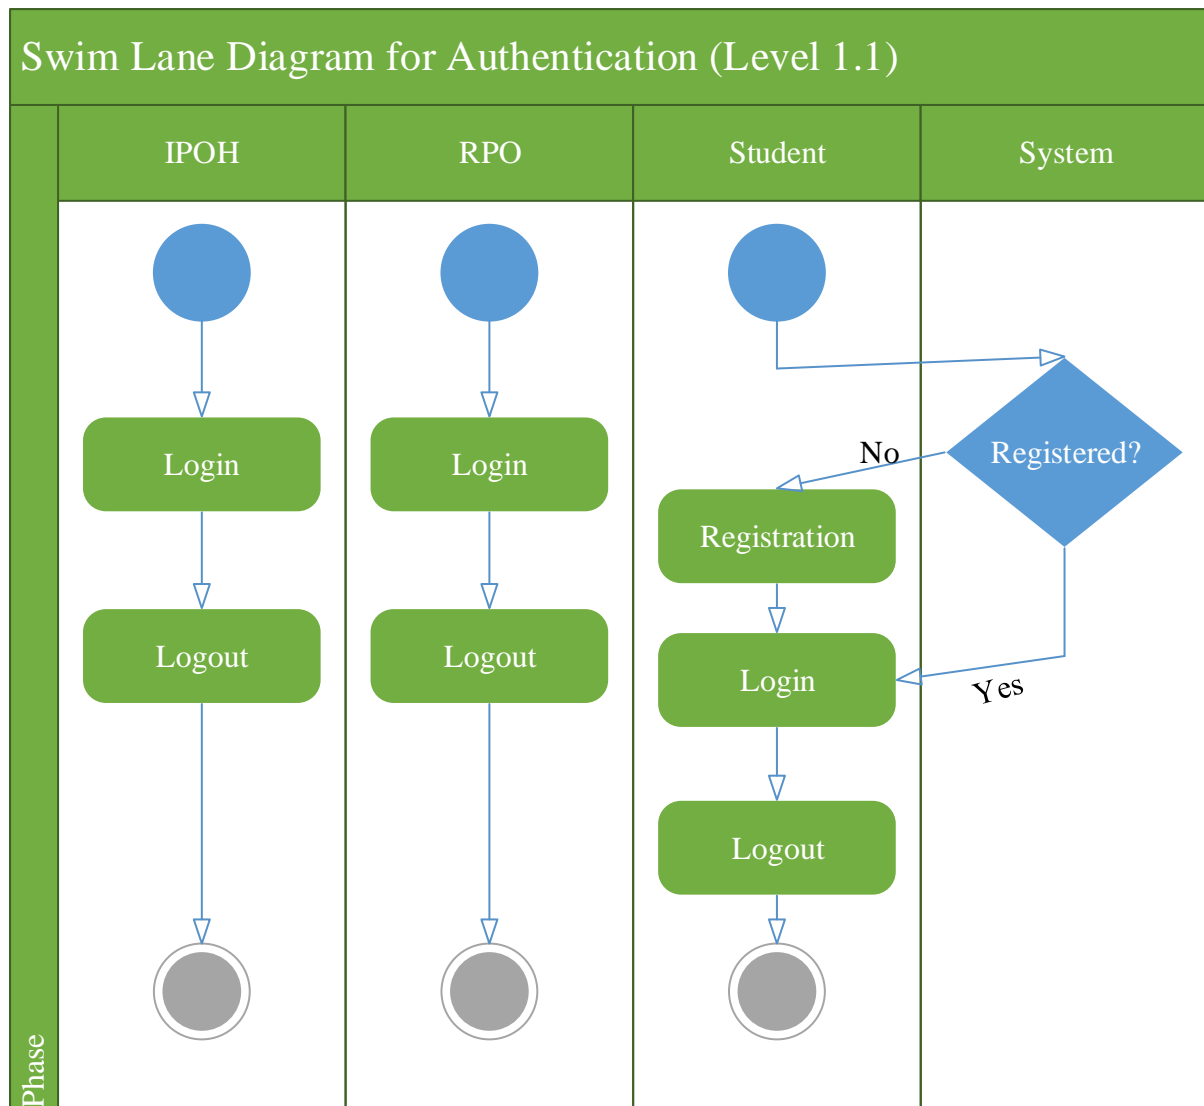 Swim Lane Diagram for Authentication (Level 1.1)
IPOH
RPO
Student
System
Login
Login
No
Registered?
Registration
Logout
Logout
Login
Yes
Logout
Phase